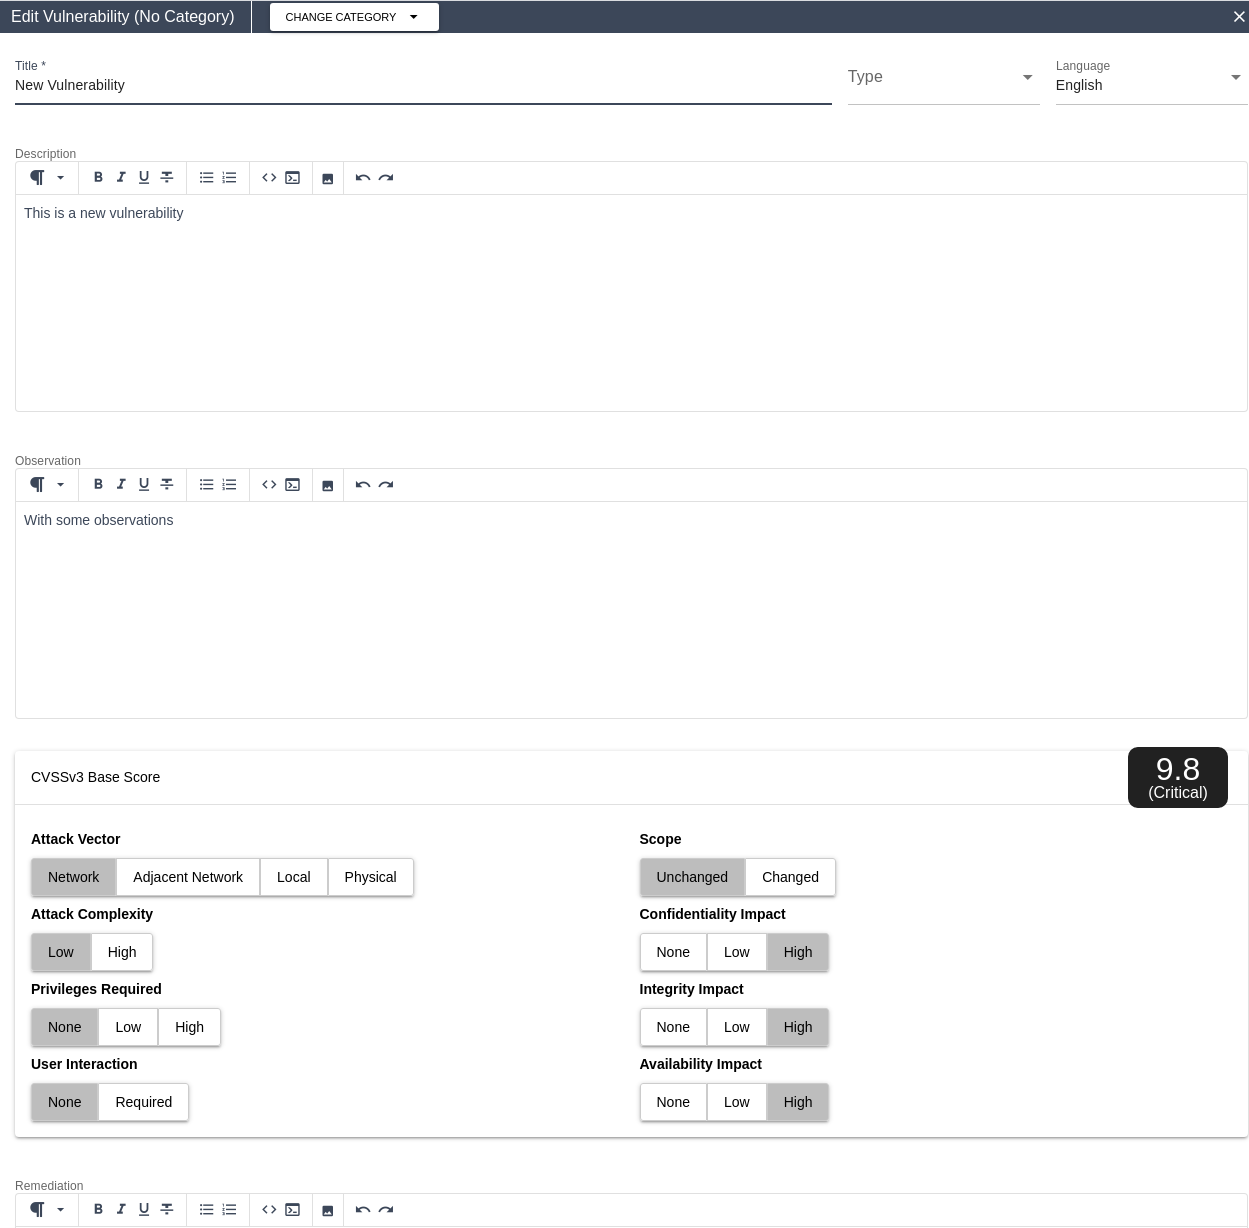 Edit Vulnerability (No Category)
CHANGE CATEGORY
Title *
New Vulnerability
Type
Language
English
Description
This is a new vulnerability
Observation
With some observations
CVSSv3 Base Score
9.8
(Critical)
Attack Vector
Network Adjacent Network Local Physical
Scope
Unchanged Changed
Attack Complexity
Low High
Confidentiality Impact
None Low High
Privileges Required
None Low High
Integrity Impact
None Low High
User Interaction
None Required
Availability Impact
None Low High
Remediation